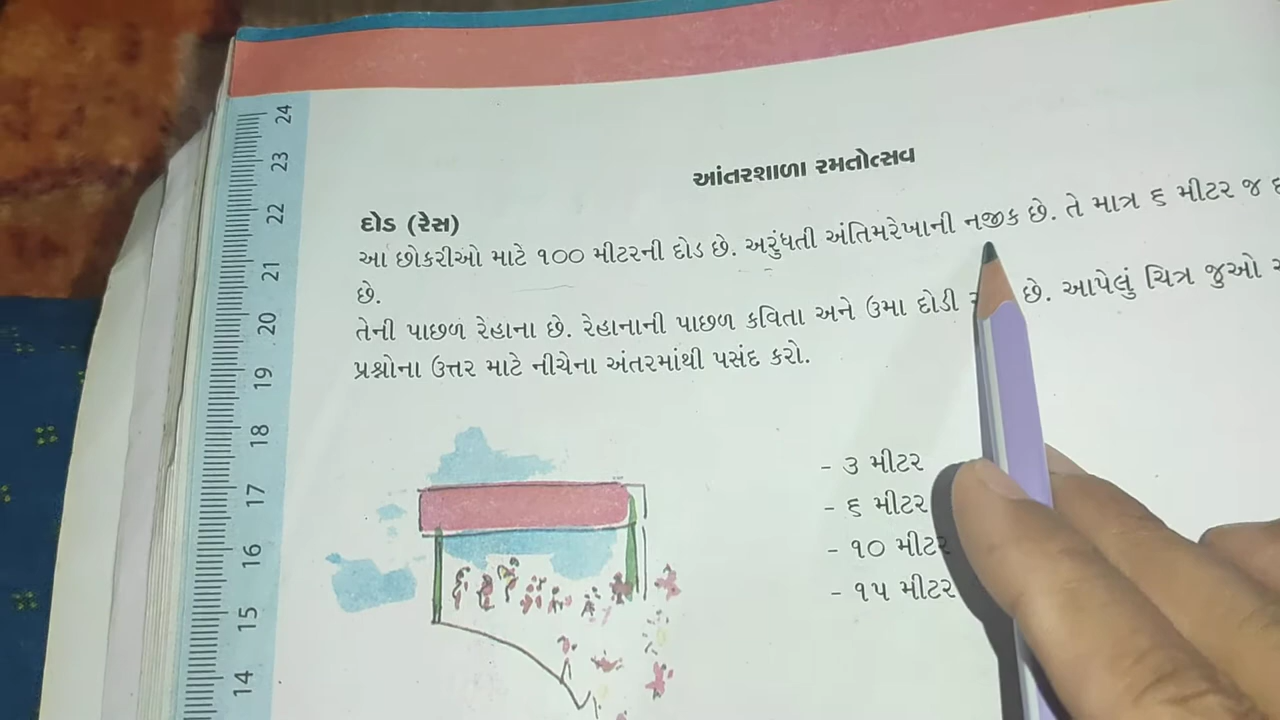 આંતરશાળા રમતોત્સવ
દોડ (રેસ)
આ છોકરીઓ માટે ૧૦૦ મીટરની દોડ છે. અરુંધતી અંતિમરેખાની નજીક છે. તે માત્ર ૬ મીટર જ
છે.
તેની પાછળ રેહાના છે. રેહાનાની પાછળ કવિતા અને ઉમા દોડી છે. આપેલું ચિત્ર જુઓ
પ્રશ્નોના ઉત્તર માટે નીચેના અંતરમાંથી પસંદ કરો.
- ૩ મીટર
- ૬ મીટર
- ૧૦ મીટર
- ૧૫ મીટર
24
23
22
21
20
19
18
17
16
15
14